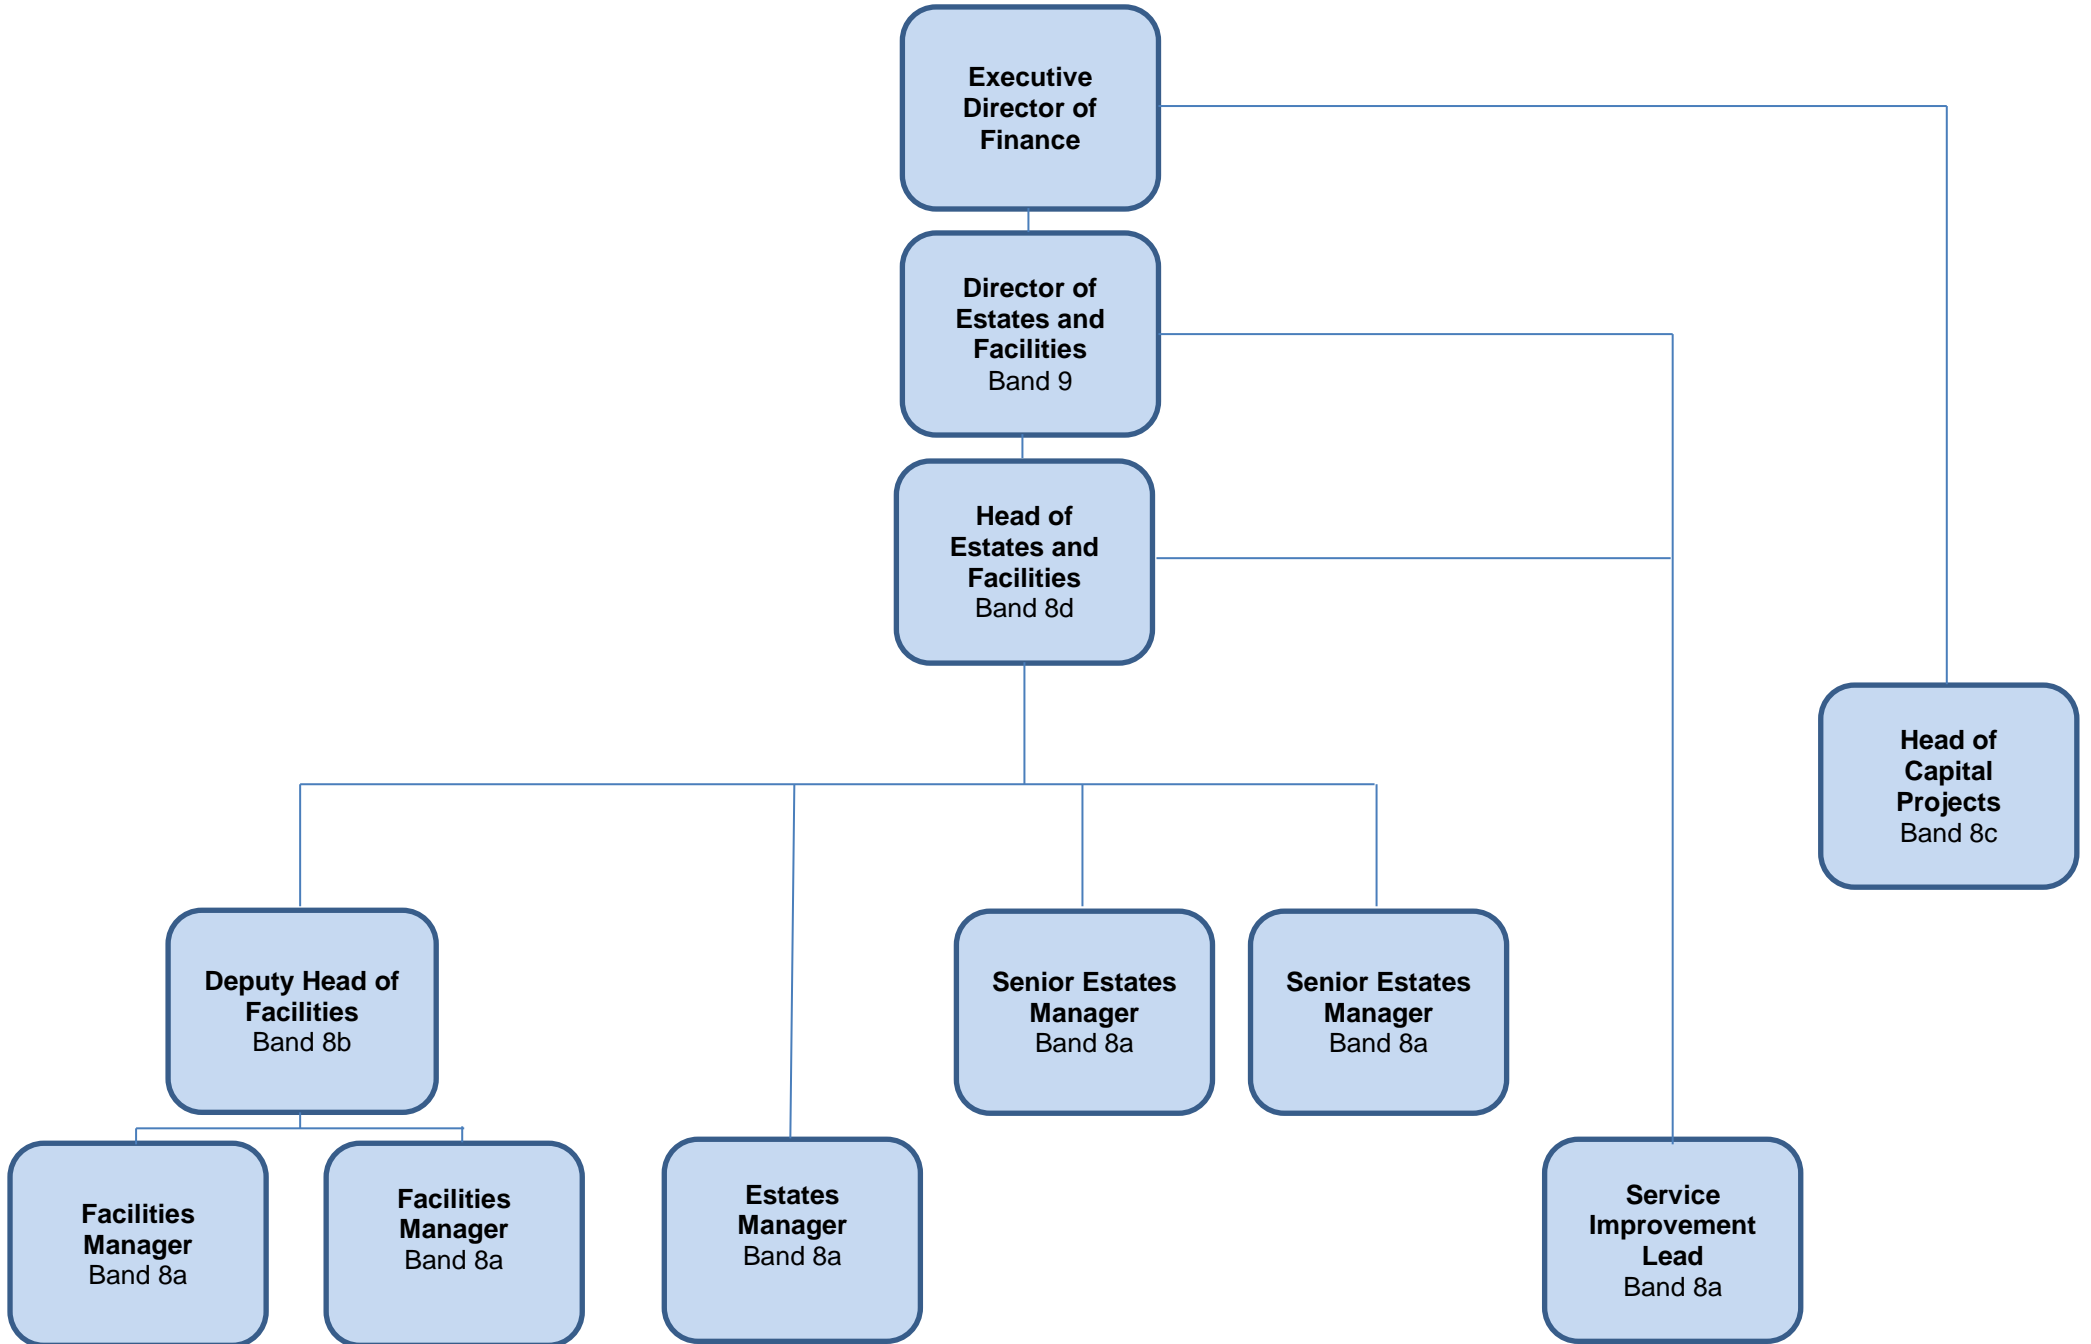 Executive
Director of
Finance
Director of
Estates and
Facilities
Band 9
Head of
Estates and
Facilities
Band 8d
Head of
Capital
Projects
Band 8c
Deputy Head of
Facilities
Band 8b
Senior Estates
Manager
Band 8a
Senior Estates
Manager
Band 8a
Facilities
Manager
Band 8a
Facilities
Manager
Band 8a
Estates
Manager
Band 8a
Service
Improvement
Lead
Band 8a